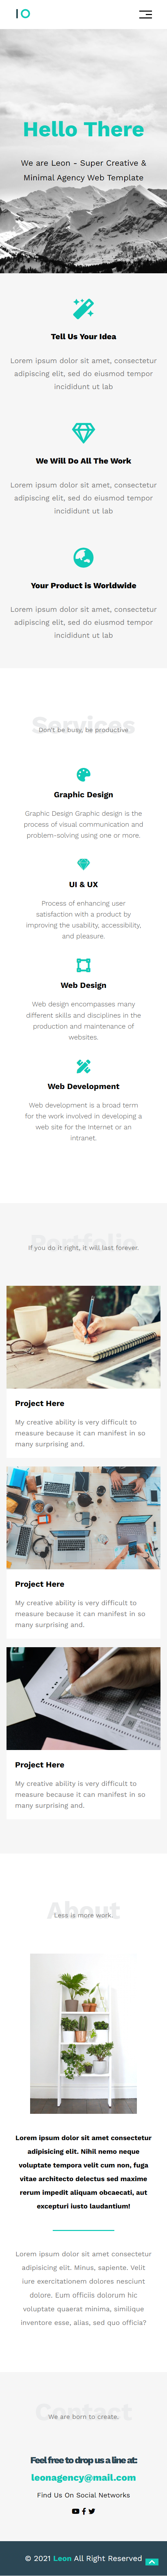 IO
Hello There
We are Leon - Super Creative &
Minimal Agency Web Template
Tell Us Your Idea
Lorem ipsum dolor sit amet, consectetur
adipiscing elit, sed do eiusmod tempor
incididunt ut lab
We Will Do All The Work
Lorem ipsum dolor sit amet, consectetur
adipiscing elit, sed do eiusmod tempor
incididunt ut lab
Your Product is Worldwide
Lorem ipsum dolor sit amet, consectetur
adipiscing elit, sed do eiusmod tempor
incididunt ut lab
Services
Don't be busy, be productive
Graphic Design
Graphic Design Graphic design is the
process of visual communication and
problem-solving using one or more.
UI & UX
Process of enhancing user
satisfaction with a product by
improving the usability, accessibility,
and pleasure.
Web Design
Web design encompasses many
different skills and disciplines in the
production and maintenance of
websites.
Web Development
Web development is a broad term
for the work involved in developing a
web site for the Internet or an
intranet.
Portfolio
If you do it right, it will last forever.
Project Here
My creative ability is very difficult to
measure because it can manifest in so
many surprising and.
Project Here
My creative ability is very difficult to
measure because it can manifest in so
many surprising and.
Project Here
My creative ability is very difficult to
measure because it can manifest in so
many surprising and.
About
Less is more work.
Lorem ipsum dolor sit amet consectetur
adipisicing elit. Nihil nemo neque
voluptate tempora velit cum non, fuga
vitae architecto delectus sed maxime
rerum impedit aliquam obcaecati, aut
excepturi iusto laudantium!
Lorem ipsum dolor sit amet consectetur
adipisicing elit. Minus, sapiente. Velit
iure exercitationem dolores nesciunt
dolore. Eum officiis dolorum hic
voluptate quaerat minima, similique
inventore esse, alias, sed quo officia?
Contact
We are born to create.
Feel free to drop us a line at:
leonagency@mail.com
Find Us On Social Networks
© 2021 Leon All Right Reserved